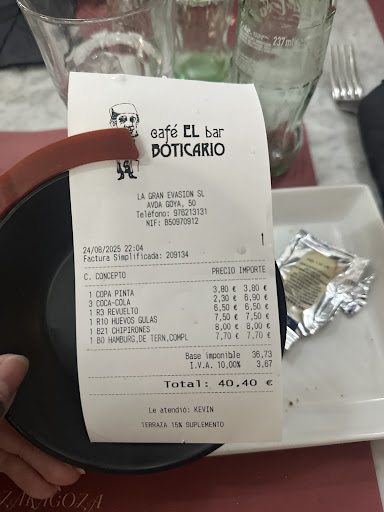 237ml
café EL bar
BÓTICARIO
LA GRAN EVASION SL
AVDA GOYA, 50
Teléfono: 976213131
NIF: B50970912
1
24/08/2025 22:04
Factura Simplificada: 209134
C. CONCEPTO PRECIO IMPORTE
1 COPA PINTA 3,80 € 3,80 €
3 COCA-COLA 2,30 € 6,90 €
1 R3 REVUELTO 6,50 € 6,50 €
1 R10 HUEVOS GULAS 7,50 € 7,50 €
1 B21 CHIPIRONES 8,00 € 8,00 €
1 B0 HAMBURG,DE TERN,COMPL 7,70 € 7,70 €
Base imponible 36,73
I.V.A. 10,00% 3,67
Total: 40,40 €
Le atendió: KEVIN
TERRAZA 15% SUPLEMENTO
ZARAGOZA